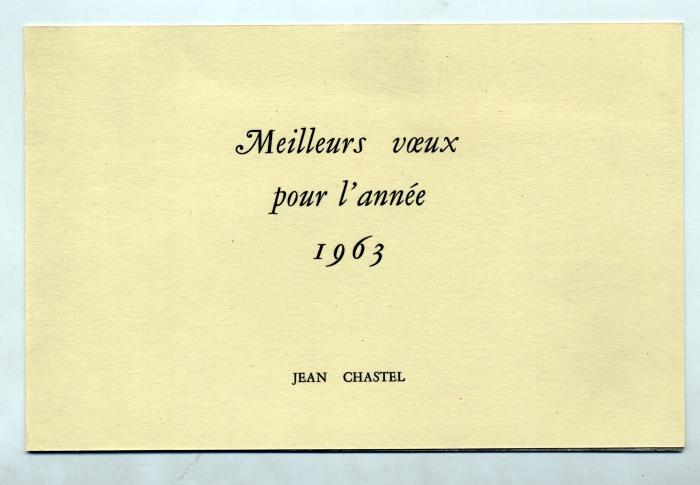 Meilleurs vœux
pour l'année
1963
JEAN CHASTEL